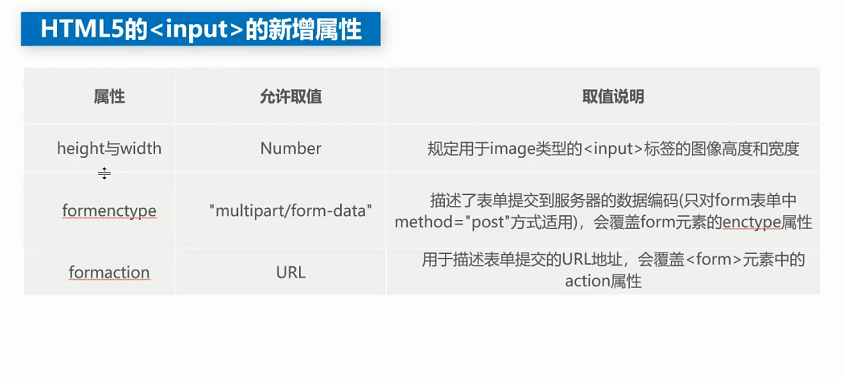 HTML5的<input>的新增属性
属性 允许取值 取值说明
height与width Number 规定用于image类型的<input>标签的图像高度和宽度
formenctype "multipart/form-data" 描述了表单提交到服务器的数据编码(只对form表单中
method="post"方式适用)，会覆盖form元素的enctype属性
formaction URL 用于描述表单提交的URL地址，会覆盖<form>元素中的
action属性